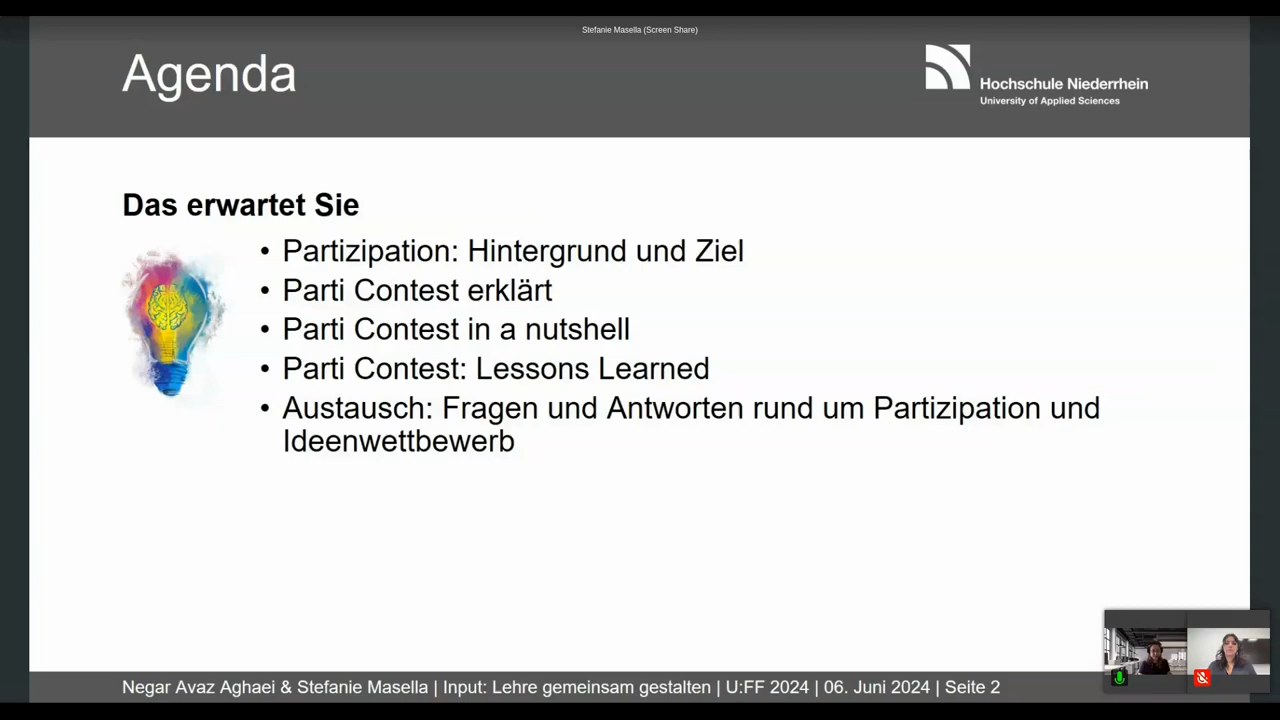 Stefanie Masella (Screen Share)
Agenda
Hochschule Niederrhein
University of Applied Sciences
Das erwartet Sie
• Partizipation: Hintergrund und Ziel
• Parti Contest erklärt
• Parti Contest in a nutshell
• Parti Contest: Lessons Learned
• Austausch: Fragen und Antworten rund um Partizipation und
Ideenwettbewerb
Negar Avaz Aghaei & Stefanie Masella | Input: Lehre gemeinsam gestalten | U:FF 2024 | 06. Juni 2024 | Seite 2